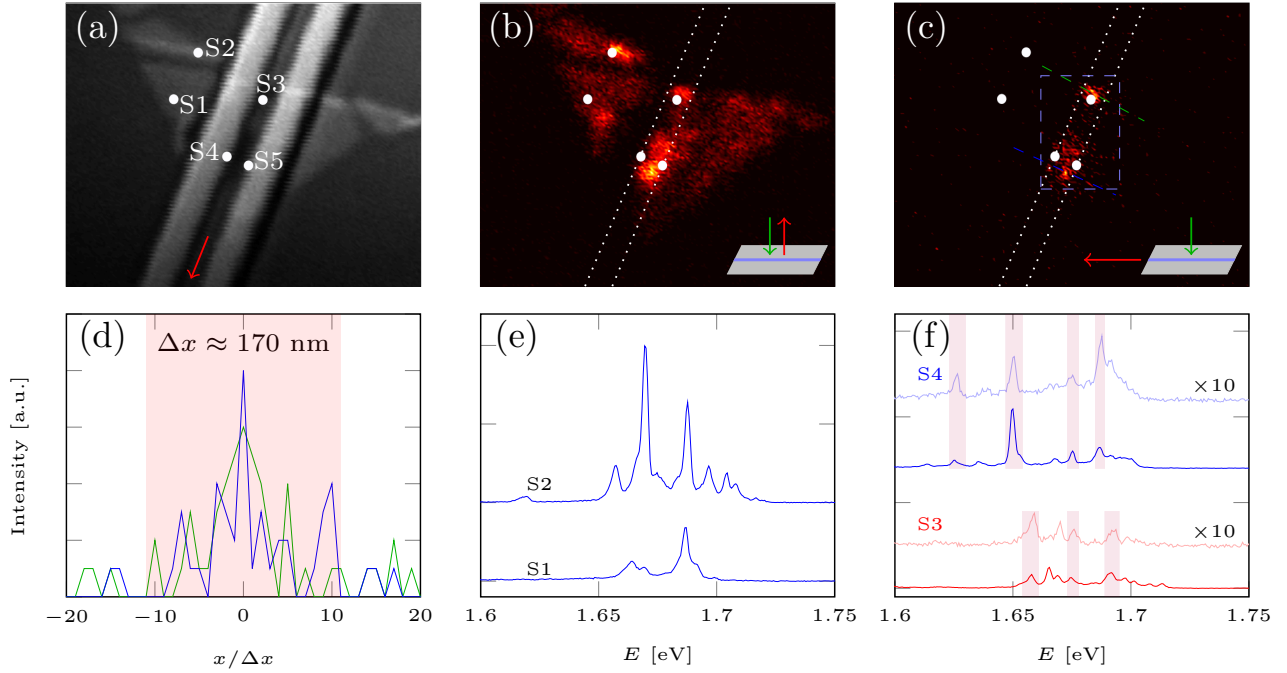 (a)
S2
S1
S3
S4
S5
(b)
(c)
(d)
Δx ≈ 170 nm
Intensity [a.u.]
−20 −10 0 10 20
x/Δx
(e)
S2
S1
1.6 1.65 1.7 1.75
E [eV]
(f)
S4
×10
S3
×10
1.6 1.65 1.7 1.75
E [eV]